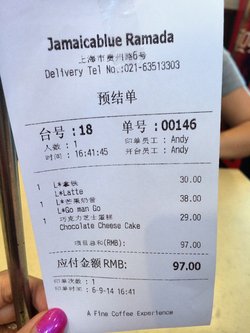 Jamaicablue Ramada
上海市贵州路6号
Delivery Tel No.:021-63513303
预结单
台号:18 单号:00146
人数:1 印单员工:Andy
时间:16:41:45 开台员工:Andy
1 L*拿铁 30.00
L*Latte
1 L*芒果奶昔 38.00
L*Go man Go
1 巧克力芝士蛋糕 29.00
Chocolate Cheese Cake
项目总和(RMB): 97.00
应付金额RMB: 97.00
印单次数:1
印单时间:6-9-14 16:41
A Fine Coffee Experience